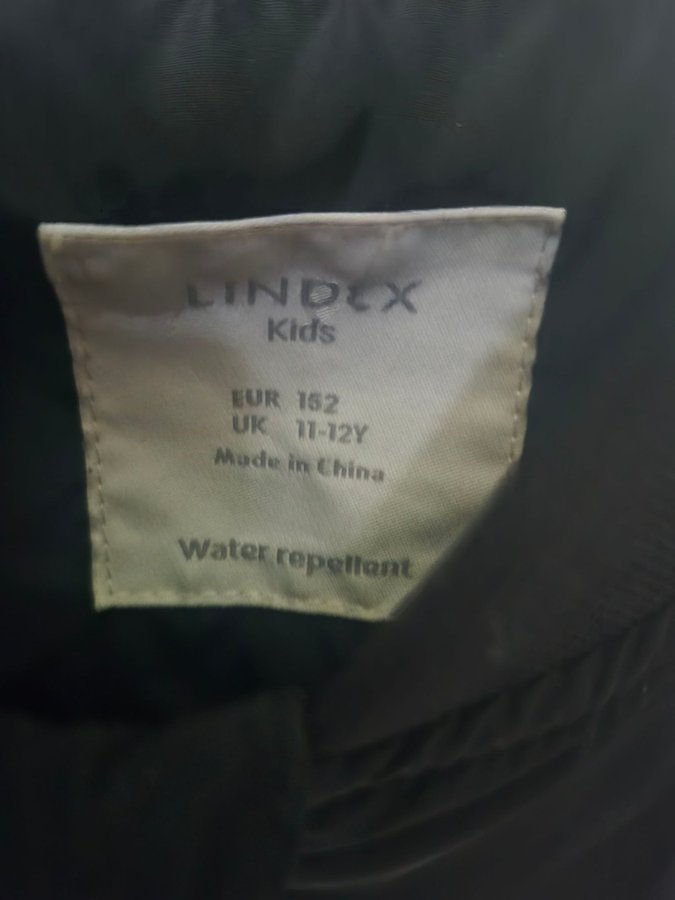 LINDEX
Kids
EUR 152
UK 11-12Y
Made in China
Water repellent